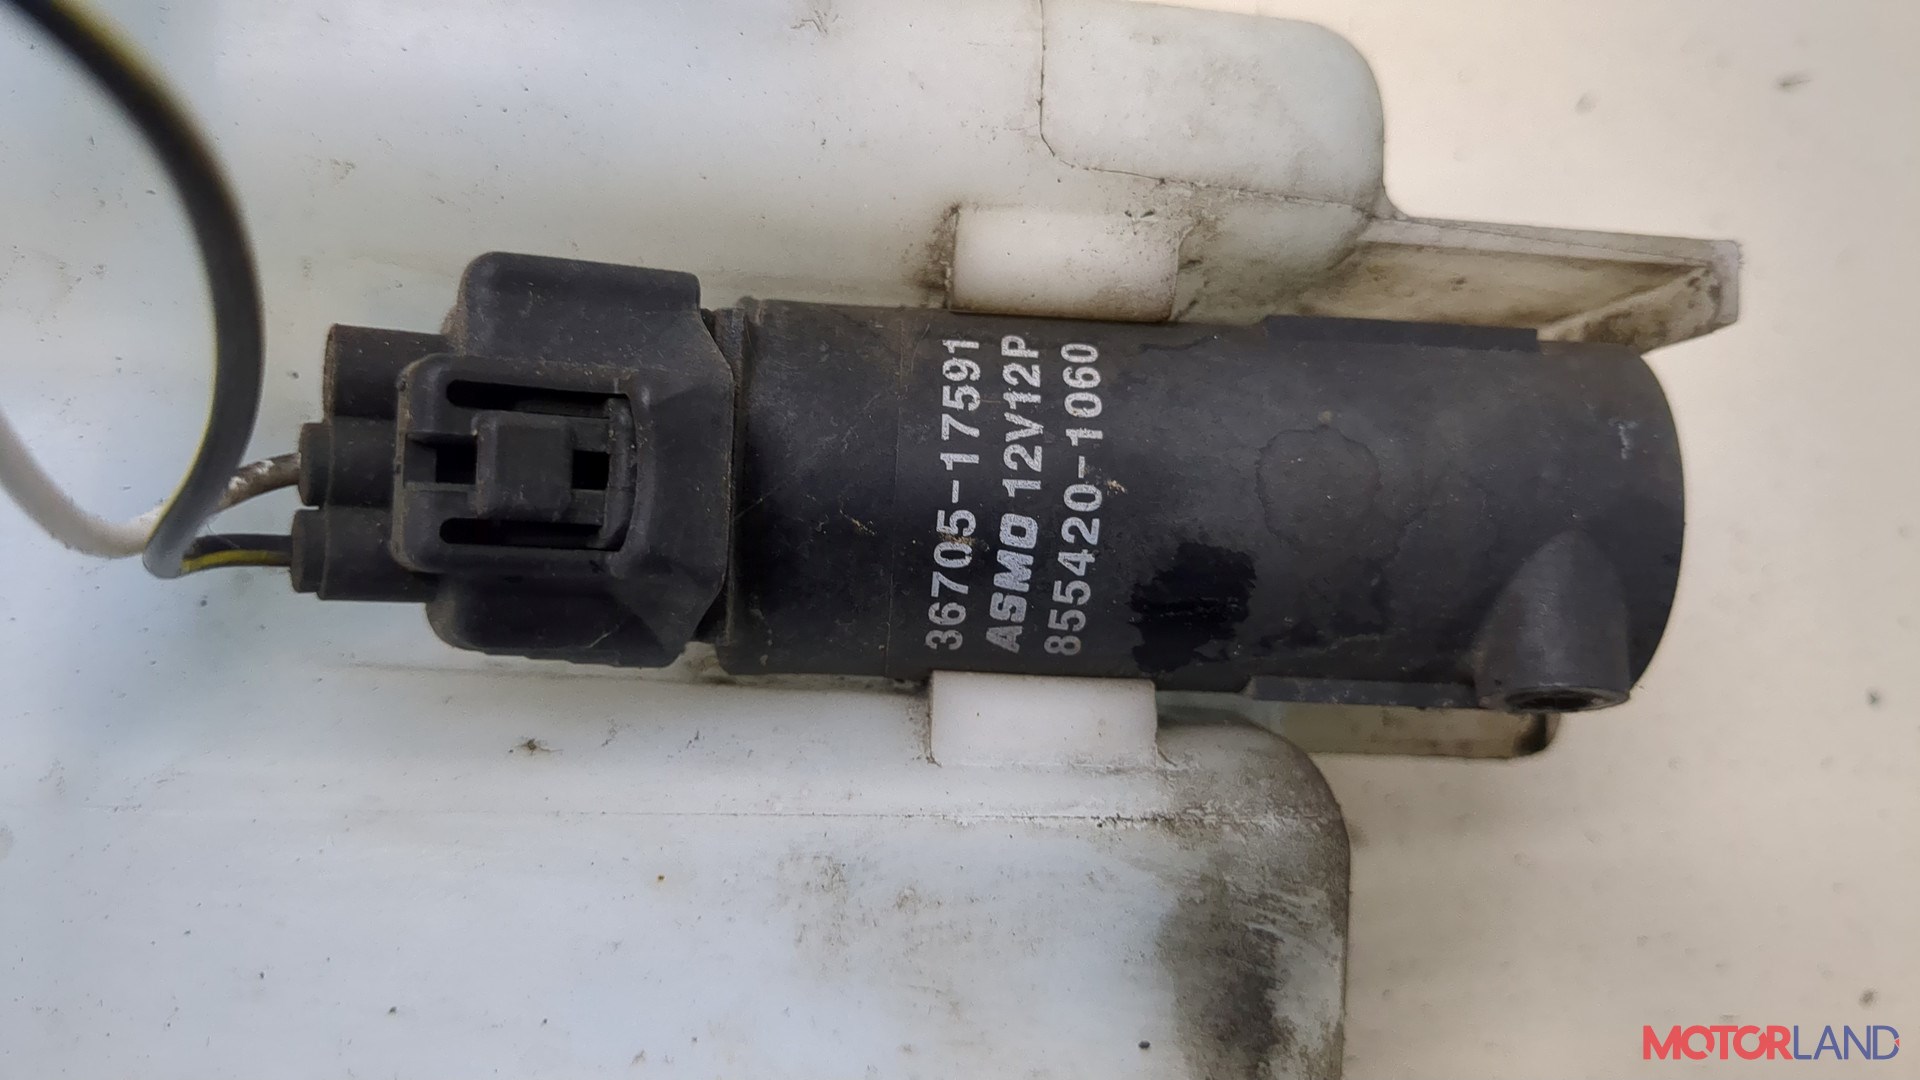 36705-17591
ASMO 12V12P
855420-1060
MOTORLAND